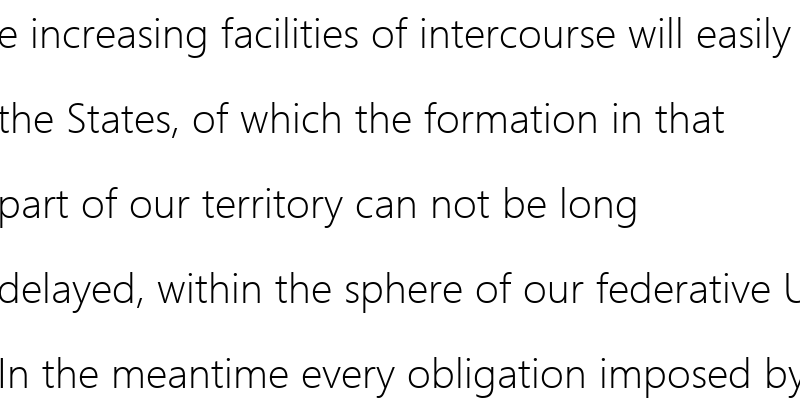 e increasing facilities of intercourse will easily
the States, of which the formation in that
part of our territory can not be long
delayed, within the sphere of our federative U
In the meantime every obligation imposed by